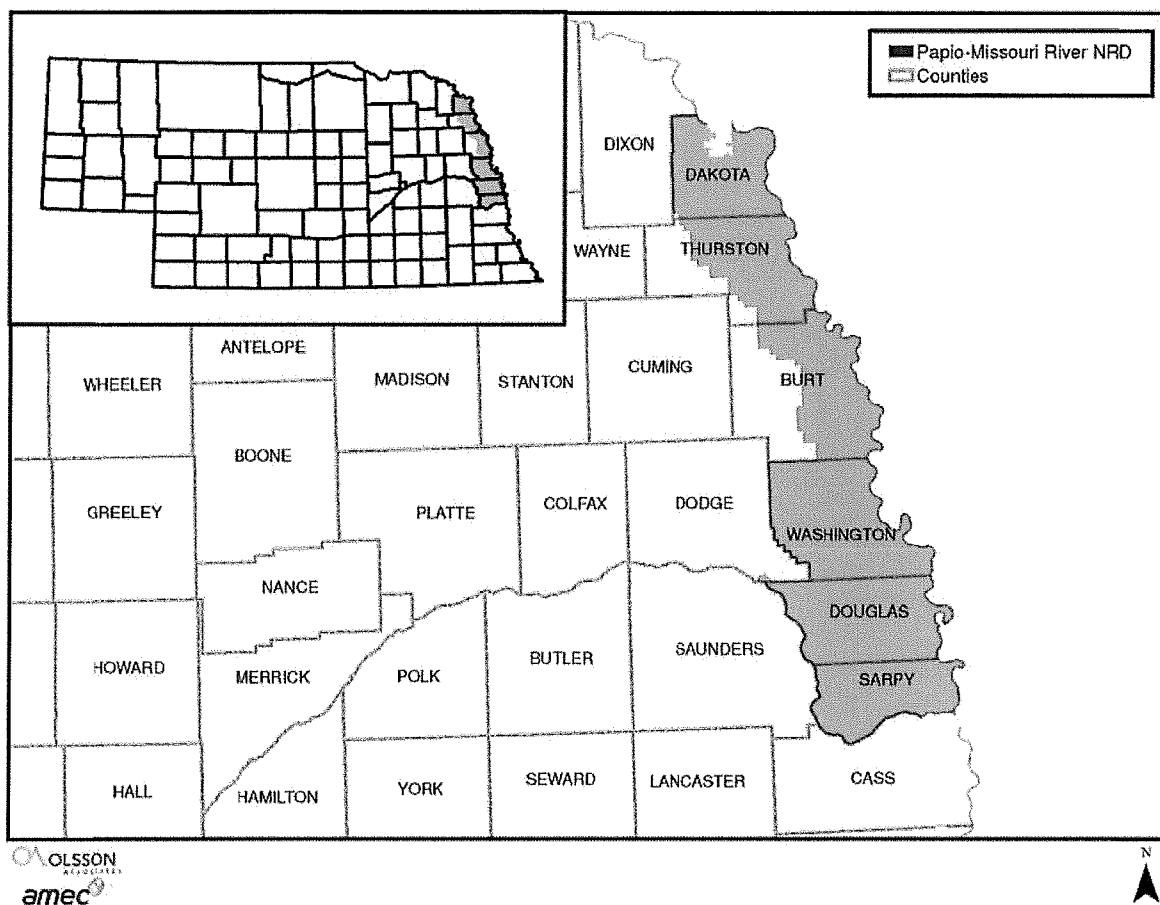 Papio-Missouri River NRD
Counties
DIXON
DAKOTA
WAYNE
THURSTON
ANTELOPE
WHEELER
MADISON
STANTON
CUMING
BURT
BOONE
GREELEY
PLATTE
COLFAX
DODGE
WASHINGTON
NANCE
DOUGLAS
HOWARD
MERRICK
POLK
BUTLER
SAUNDERS
SARPY
HALL
HAMILTON
YORK
SEWARD
LANCASTER
CASS
OLSSON
ASSOCIATES
amec
N